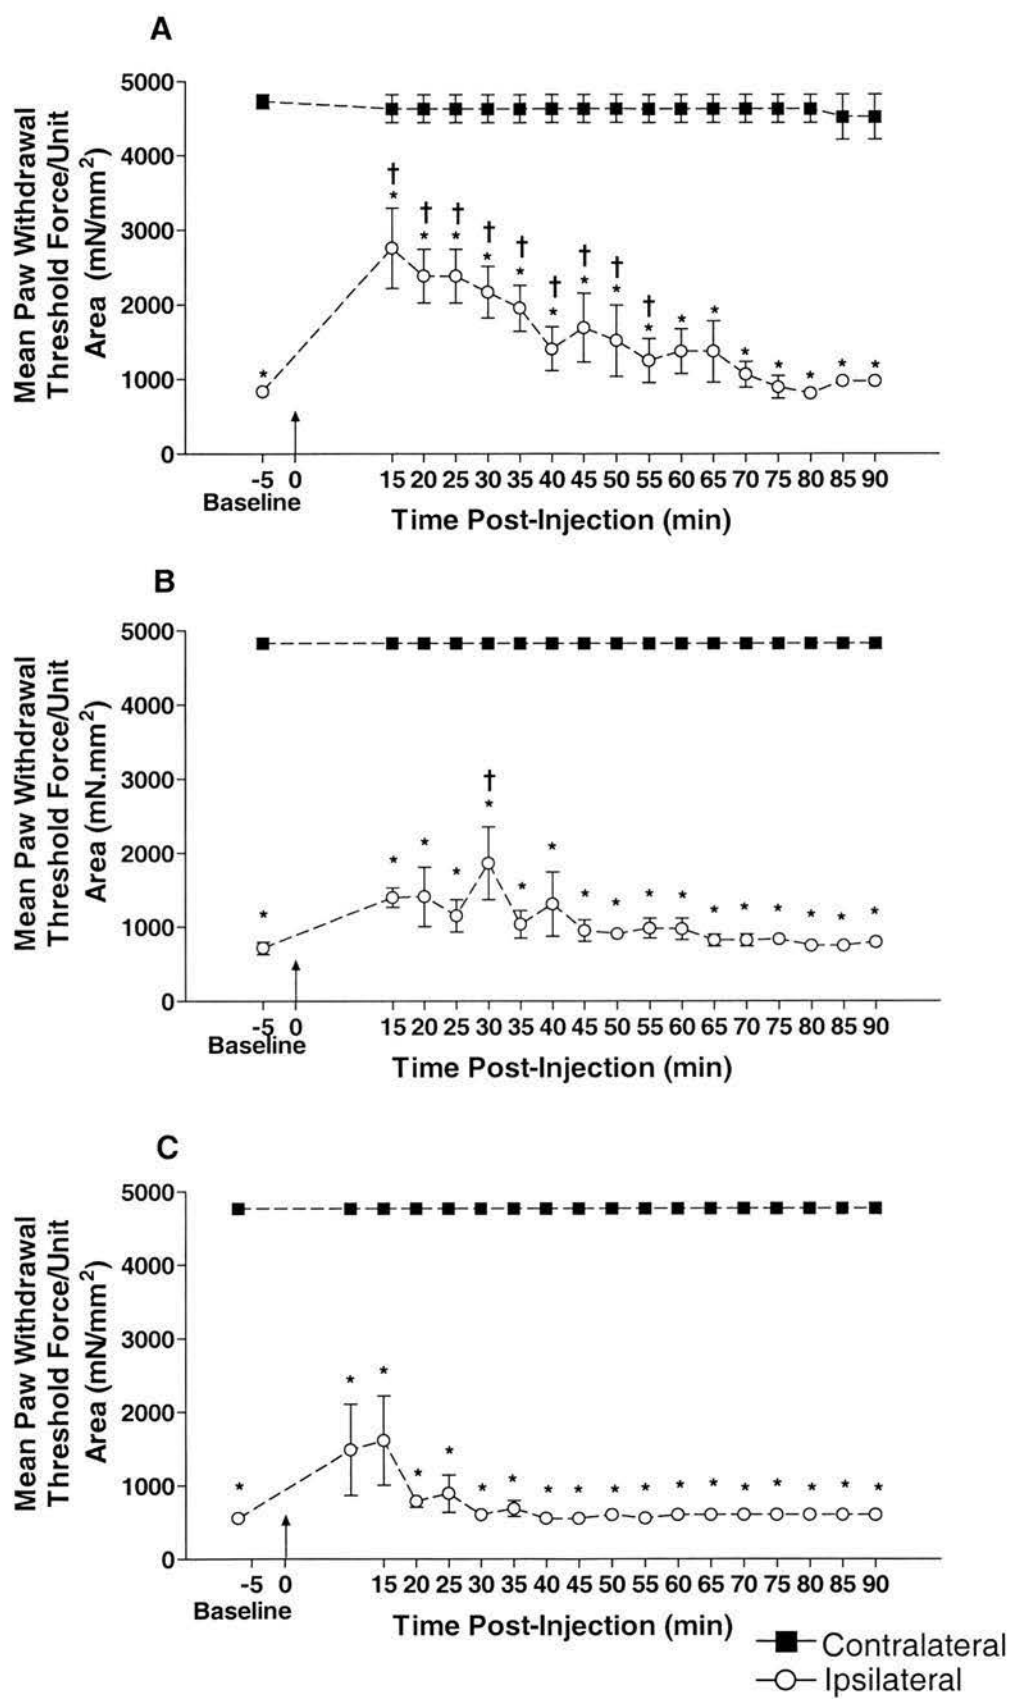 A
Mean Paw Withdrawal
Threshold Force/Unit
Area (mN/mm²)
5000
4000
3000
2000
1000
0
† † † † † † † † †
* * * * * * * * * * * * * * * * *
-5 0 15 20 25 30 35 40 45 50 55 60 65 70 75 80 85 90
Baseline
Time Post-Injection (min)
B
Mean Paw Withdrawal
Threshold Force/Unit
Area (mN.mm²)
5000
4000
3000
2000
1000
0
†
* * * * * * * * * * * * * * * * *
-5 0 15 20 25 30 35 40 45 50 55 60 65 70 75 80 85 90
Baseline
Time Post-Injection (min)
C
Mean Paw Withdrawal
Threshold Force/Unit
Area (mN/mm²)
5000
4000
3000
2000
1000
0
* * * * * * * * * * * * * * * * * *
-5 0 15 20 25 30 35 40 45 50 55 60 65 70 75 80 85 90
Baseline
Time Post-Injection (min)
Contralateral
Ipsilateral